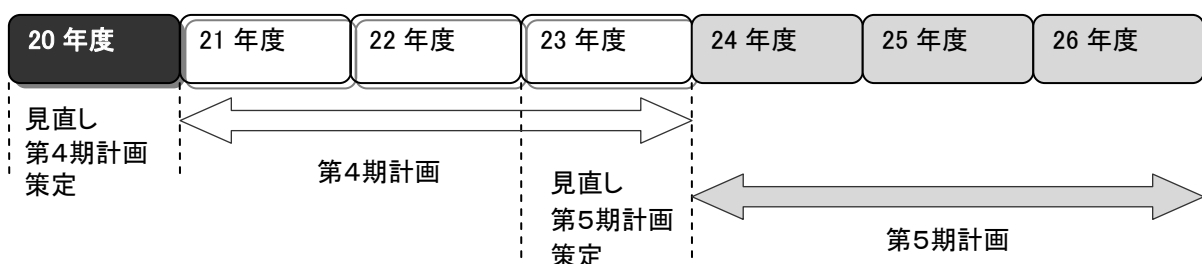 20 年度
21 年度
22 年度
23 年度
24 年度
25 年度
26 年度
見直し
第４期計画
策定
第４期計画
見直し
第５期計画
策定
第５期計画